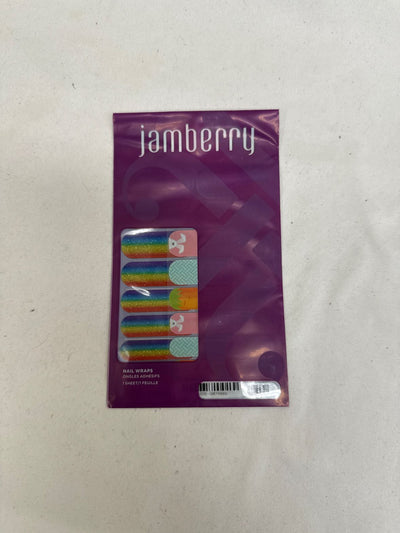 jamberry
NAIL WRAPS
ONGLES ADHÉSIFS
1 SHEET/1 FEUILLE